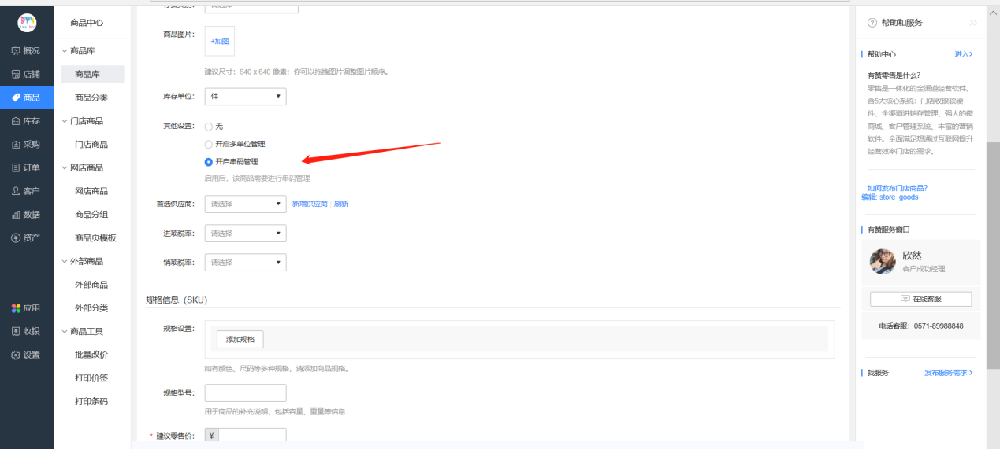 概况
店铺
商品
库存
采购
订单
客户
数据
资产
应用
收银
设置
商品中心
商品库
商品库
商品分类
门店商品
门店商品
网店商品
网店商品
商品分组
商品页模板
外部商品
外部商品
外部分类
商品工具
批量改价
打印价签
打印条码
商品图片：
+加图
建议尺寸：640 x 640 像素；你可以拖拽图片调整图片顺序。
库存单位： 件
其他设置： 无
开启多单位管理
开启串码管理
启用后，该商品需要进行串码管理
首选供应商： 请选择 新增供应商 | 刷新
进项税率： 请选择
销项税率： 请选择
规格信息（SKU）
规格设置： 添加规格
如有颜色、尺码等多种规格，请添加商品规格。
规格型号：
用于商品的补充说明，包括容量、重量等信息
* 建议零售价： ¥
? 帮助和服务
帮助中心 进入>
有赞零售是什么?
零售是一体化的全渠道经营软件。
含5大核心系统：门店收银软硬
件、全渠道进销存管理、强大的微
商城、客户管理系统、丰富的营销
软件。全面满足想通过互联网提升
经营效率门店的需求。
如何发布门店商品?
编辑: store_goods
有赞服务窗口
欣然
客户成功经理
在线客服
电话客服：0571-89988848
找服务 发布服务需求 >